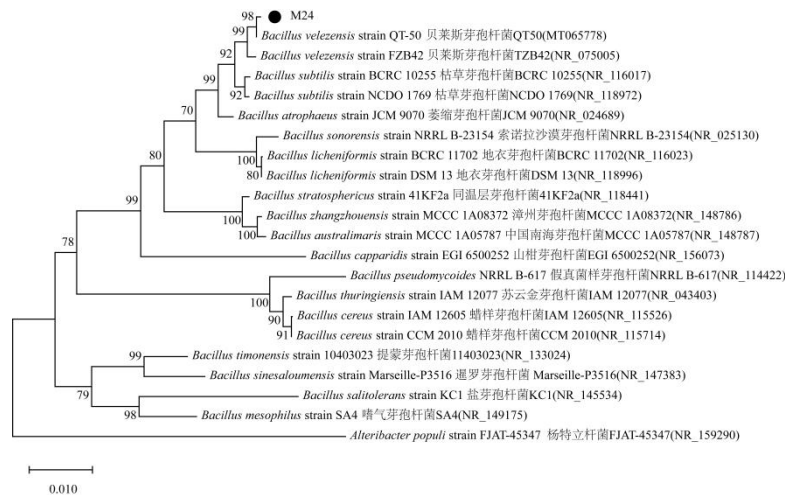 98 M24
99 Bacillus velezensis strain QT-50 贝莱斯芽孢杆菌QT50(MT065778)
92 Bacillus velezensis strain FZB42 贝莱斯芽孢杆菌TZB42(NR_075005)
99 Bacillus subtilis strain BCRC 10255 枯草芽孢杆菌BCRC 10255(NR_116017)
92 Bacillus subtilis strain NCDO 1769 枯草芽孢杆菌NCDO 1769(NR_118972)
70 Bacillus atrophaeus strain JCM 9070 萎缩芽孢杆菌JCM 9070(NR_024689)
Bacillus sonorensis strain NRRL B-23154 索诺拉沙漠芽孢杆菌NRRL B-23154(NR_025130)
80 100 Bacillus licheniformis strain BCRC 11702 地衣芽孢杆菌BCRC 11702(NR_116023)
80 Bacillus licheniformis strain DSM 13 地衣芽孢杆菌DSM 13(NR_118996)
99 Bacillus stratosphericus strain 41KF2a 同温层芽孢杆菌41KF2a(NR_118441)
100 Bacillus zhangzhouensis strain MCCC 1A08372 漳州芽孢杆菌MCCC 1A08372(NR_148786)
100 Bacillus australimaris strain MCCC 1A05787 中国南海芽孢杆菌MCCC 1A05787(NR_148787)
78 Bacillus capparidis strain EGI 6500252 山柑芽孢杆菌EGI 6500252(NR_156073)
Bacillus pseudomycoides NRRL B-617 假真菌样芽孢杆菌NRRL B-617(NR_114422)
100 Bacillus thuringiensis strain IAM 12077 苏云金芽孢杆菌IAM 12077(NR_043403)
90 Bacillus cereus strain IAM 12605 蜡样芽孢杆菌IAM 12605(NR_115526)
91 Bacillus cereus strain CCM 2010 蜡样芽孢杆菌CCM 2010(NR_115714)
99 Bacillus timonensis strain 10403023 提蒙芽孢杆菌11403023(NR_133024)
Bacillus sinesaloumensis strain Marseille-P3516 暹罗芽孢杆菌 Marseille-P3516(NR_147383)
79 Bacillus salitolerans strain KC1 盐芽孢杆菌KC1(NR_145534)
98 Bacillus mesophilus strain SA4 嗜气芽孢杆菌SA4(NR_149175)
Alteribacter populi strain FJAT-45347 杨特立杆菌FJAT-45347(NR_159290)
0.010